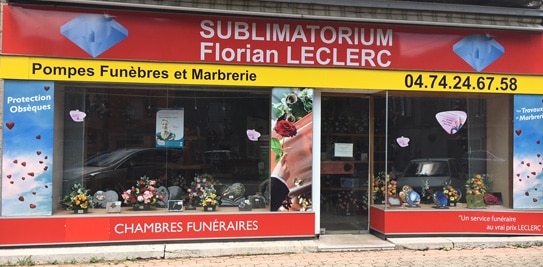 SUBLIMATORIUM
Florian LECLERC
Pompes Funèbres et Marbrerie
04.74.24.67.58
Protection
Obsèques
Travaux
Marbrerie
CHAMBRES FUNÉRAIRES
"Un service funéraire
au vrai prix LECLERC"